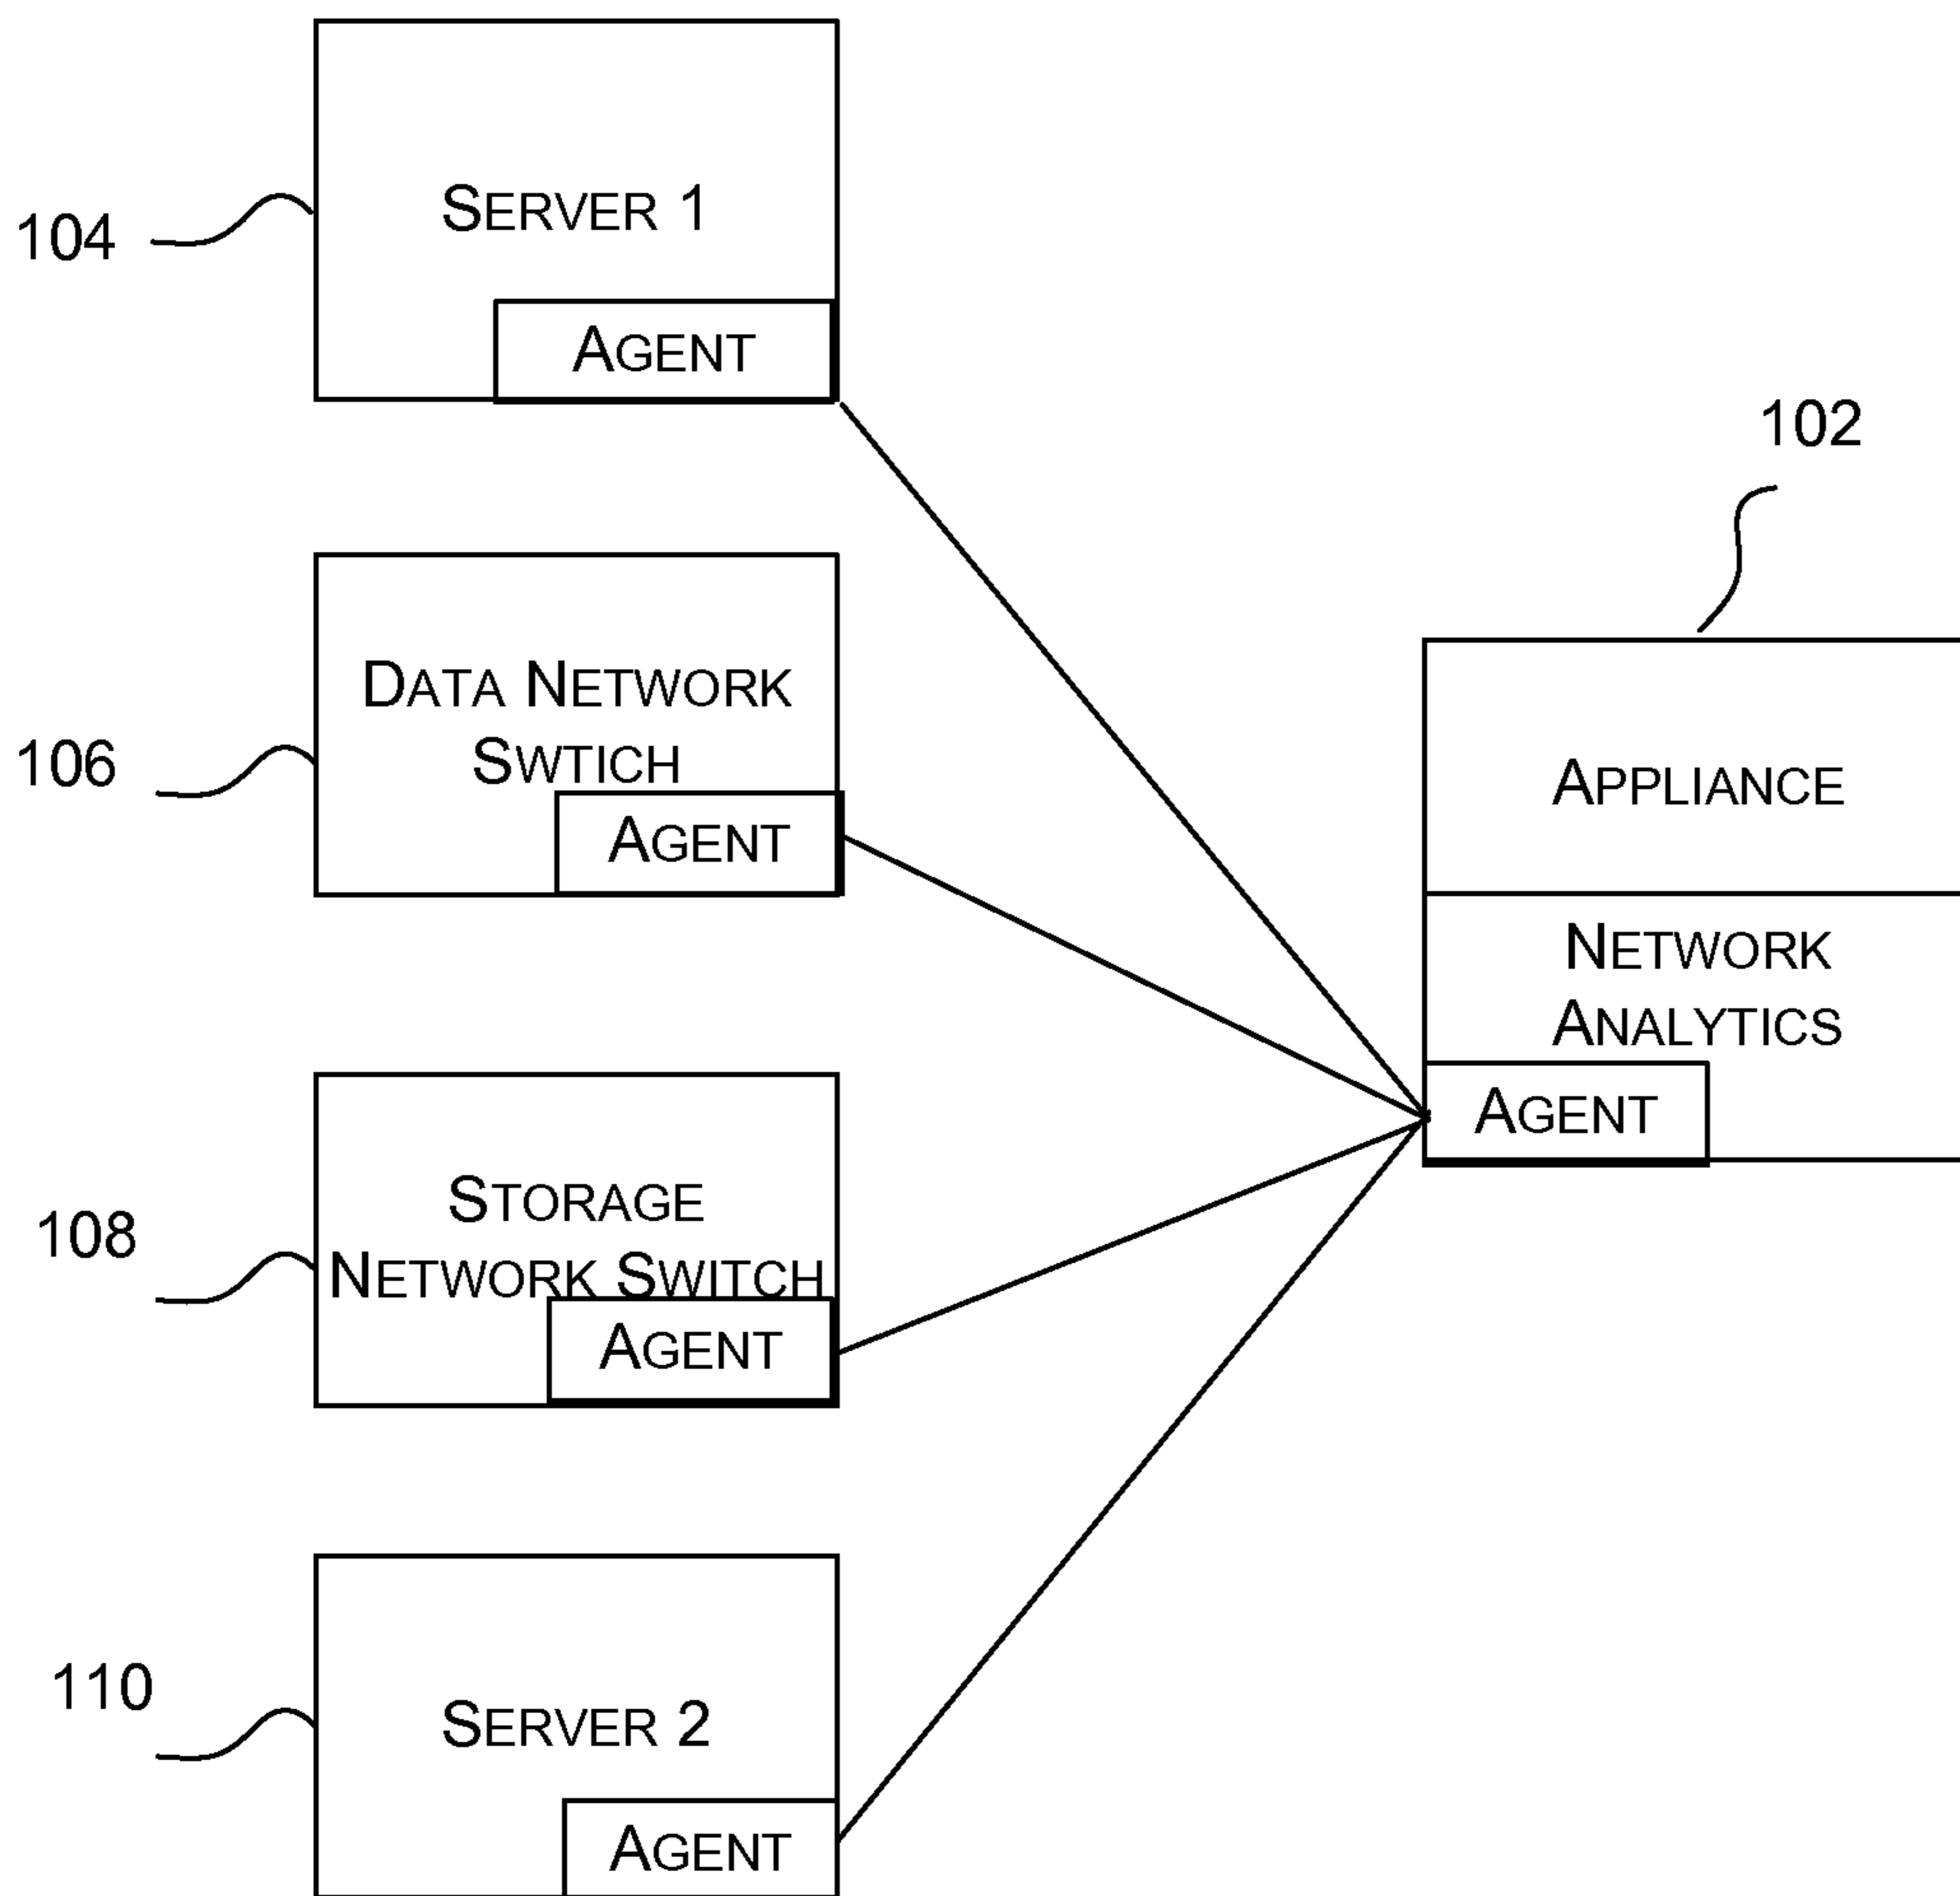 104
SERVER 1
AGENT
106
DATA NETWORK
SWTICH
AGENT
108
STORAGE
NETWORK SWITCH
AGENT
110
SERVER 2
AGENT
102
APPLIANCE
NETWORK
ANALYTICS
AGENT